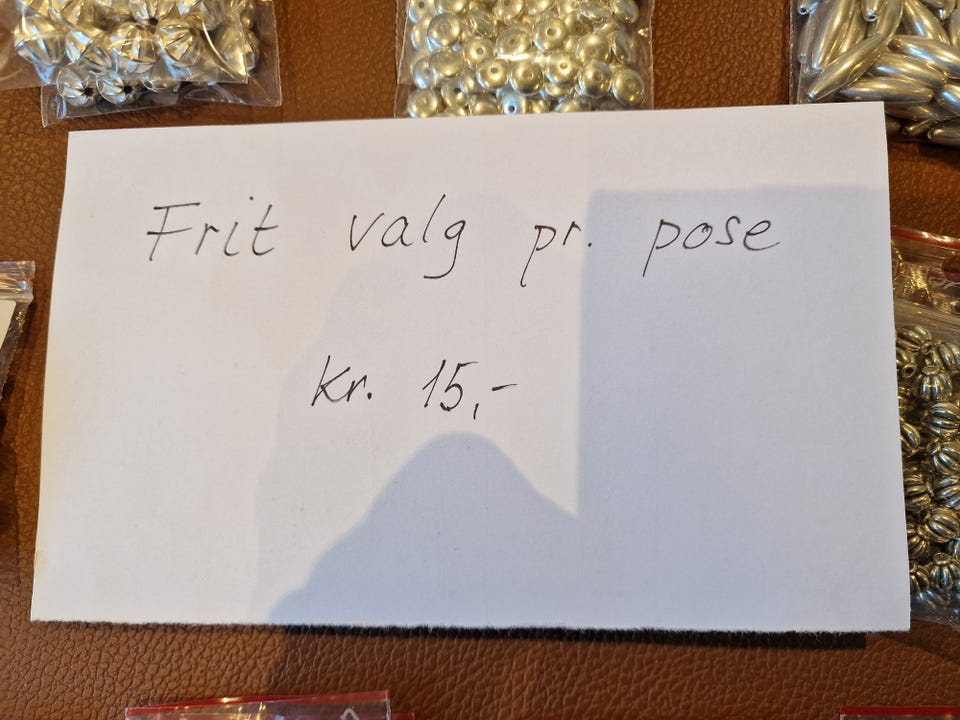 Frit valg pr. pose
kr. 15,-